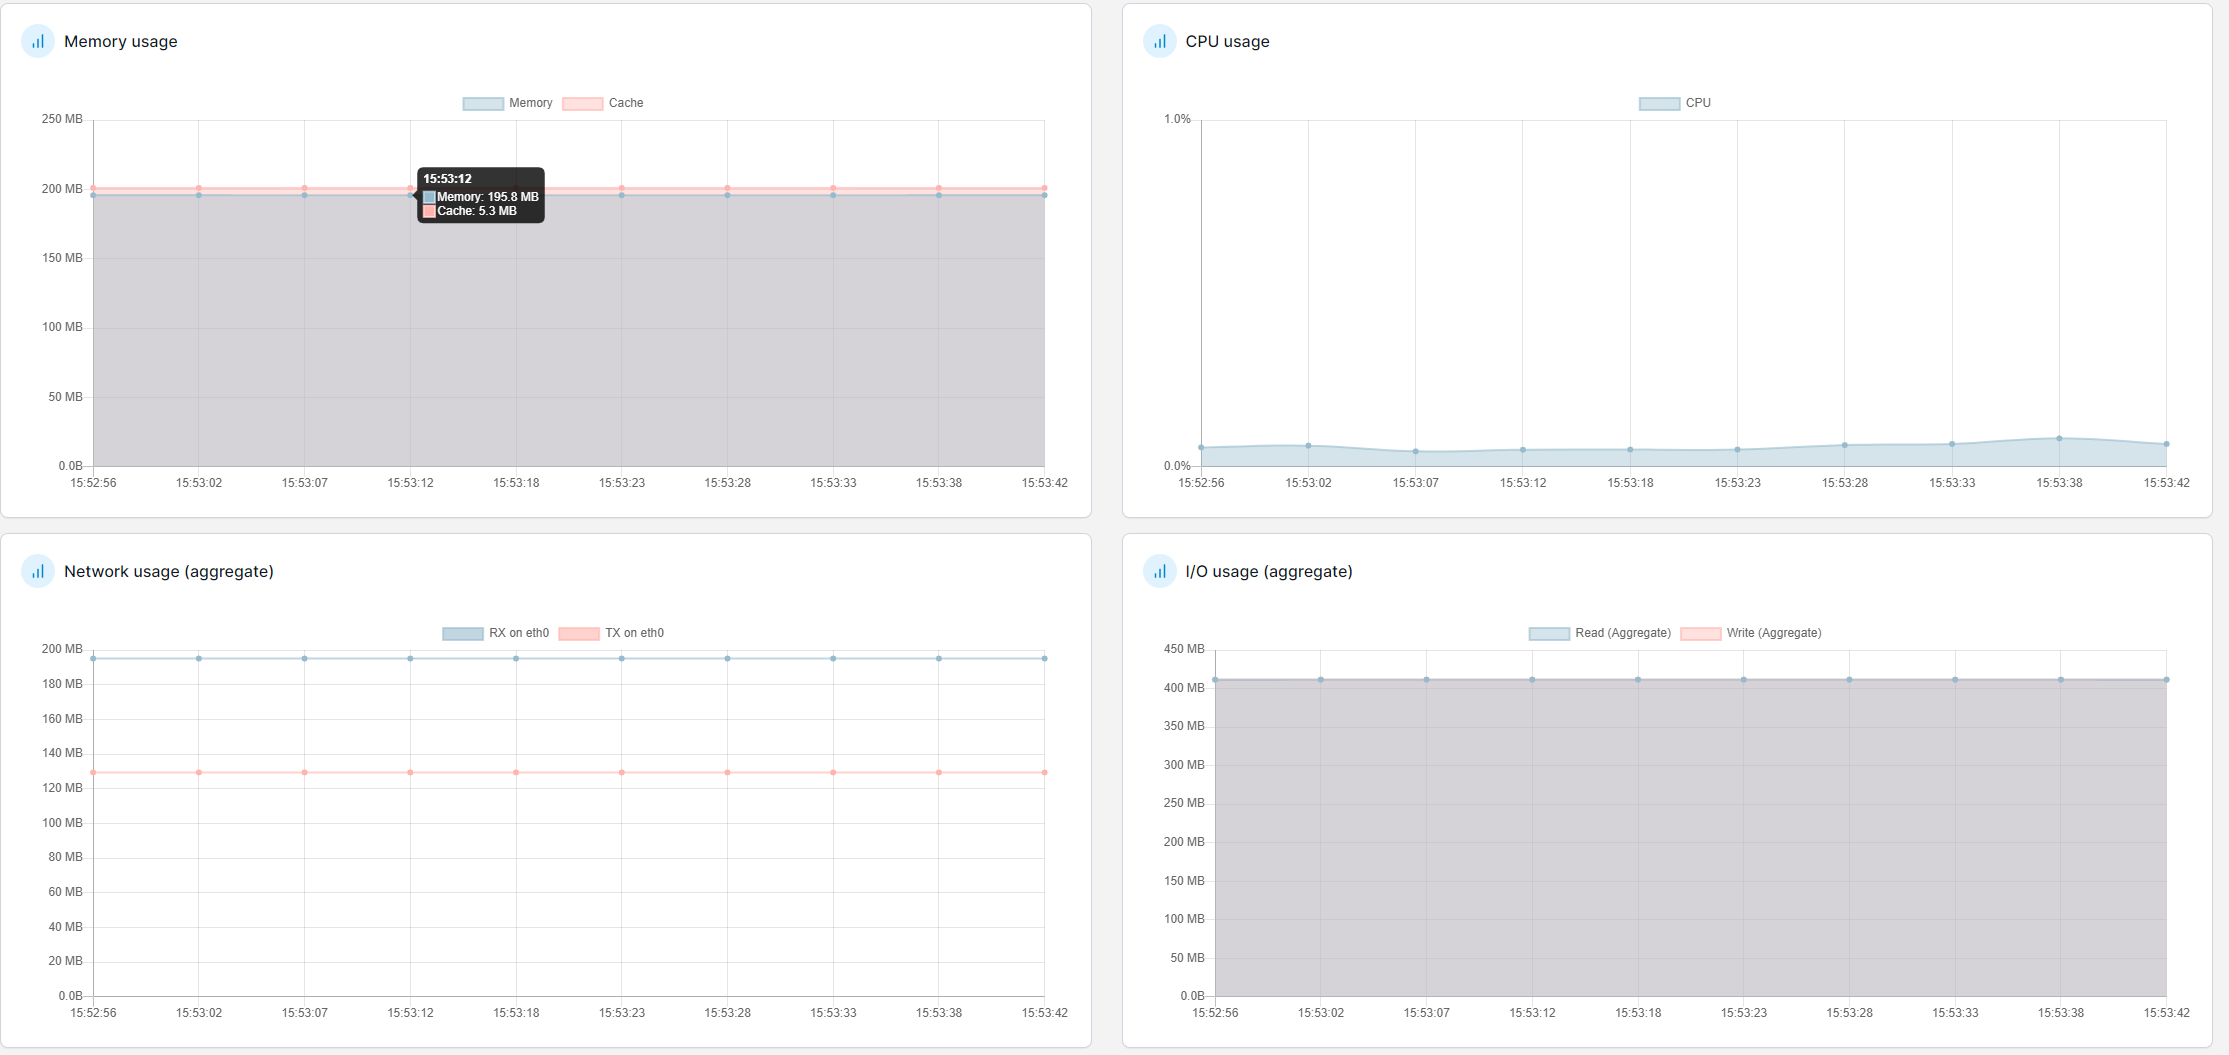 Memory usage
Memory Cache
250 MB
200 MB
150 MB
100 MB
50 MB
0.0B
15:53:12
Memory: 195.8 MB
Cache: 5.3 MB
15:52:56 15:53:02 15:53:07 15:53:12 15:53:18 15:53:23 15:53:28 15:53:33 15:53:38 15:53:42
CPU usage
CPU
1.0%
0.0%
15:52:56 15:53:02 15:53:07 15:53:12 15:53:18 15:53:23 15:53:28 15:53:33 15:53:38 15:53:42
Network usage (aggregate)
RX on eth0 TX on eth0
200 MB
180 MB
160 MB
140 MB
120 MB
100 MB
80 MB
60 MB
40 MB
20 MB
0.0B
15:52:56 15:53:02 15:53:07 15:53:12 15:53:18 15:53:23 15:53:28 15:53:33 15:53:38 15:53:42
I/O usage (aggregate)
Read (Aggregate) Write (Aggregate)
450 MB
400 MB
350 MB
300 MB
250 MB
200 MB
150 MB
100 MB
50 MB
0.0B
15:52:56 15:53:02 15:53:07 15:53:12 15:53:18 15:53:23 15:53:28 15:53:33 15:53:38 15:53:42